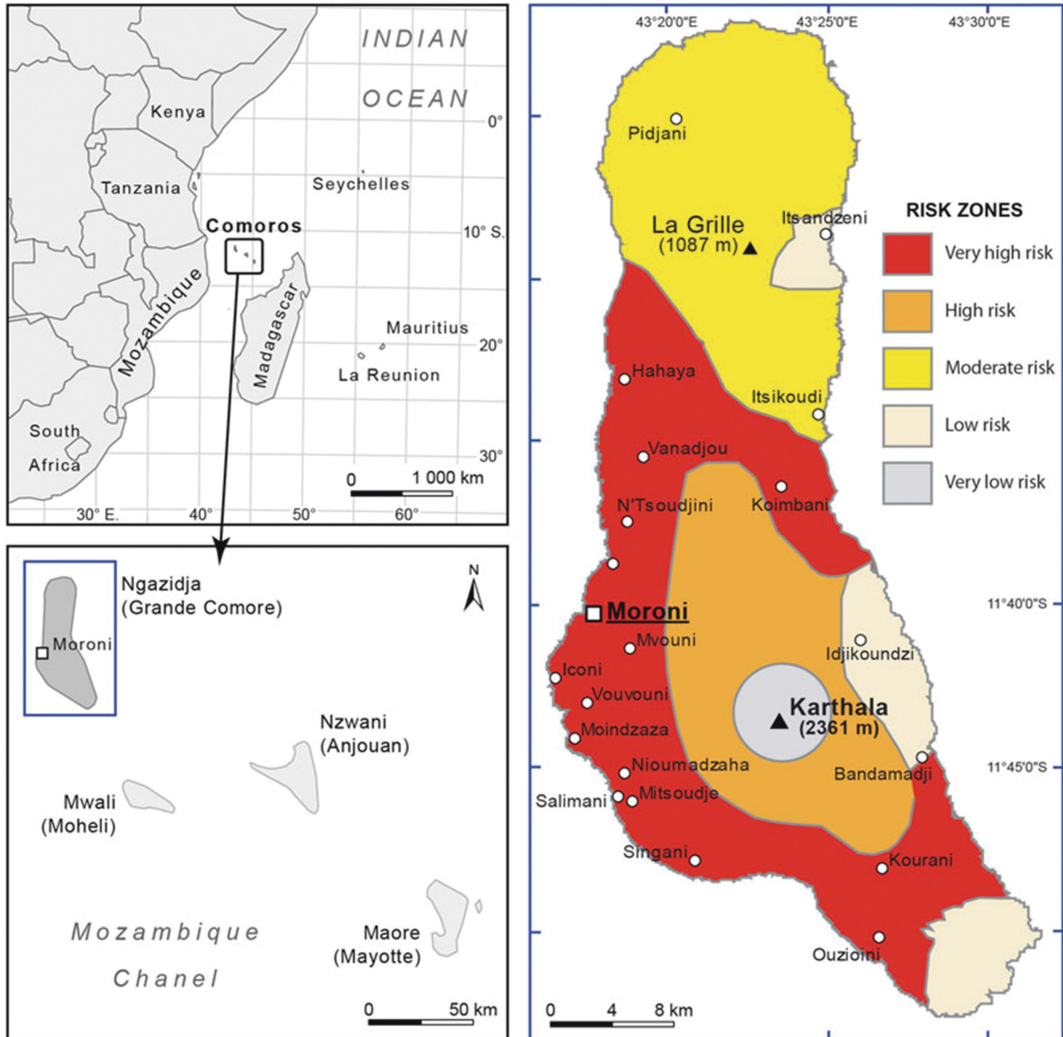 INDIAN
OCEAN
Kenya
0°
Tanzania
Seychelles
Comoros
10° S.
Mozambique
Madagascar
Mauritius
20°
La Reunion
South
Africa
30°
0 1 000 km
30° E. 40° 50° 60°
Ngazidja
(Grande Comore)
N
Moroni
Nzwani
(Anjouan)
Mwali
(Moheli)
Mozambique
Chanel
Maore
(Mayotte)
0 50 km
43°20'0"E 43°25'0"E 43°30'0"E
Pidjani
Itsandzeni
La Grille
(1087 m)
Hahaya
Itsikoudi
Vanadjou
Koimbani
N'Tsoudjini
11°40'0"S
Moroni
Mvouni
Idjikoundzi
Iconi
Vouvouni
Karthala
(2361 m)
Moindzaza
11°45'0"S
Nioumadzaha
Bandamadji
Salimani
Mitsoudje
Singani
Kourani
Ouzioini
0 4 8 km
RISK ZONES
Very high risk
High risk
Moderate risk
Low risk
Very low risk